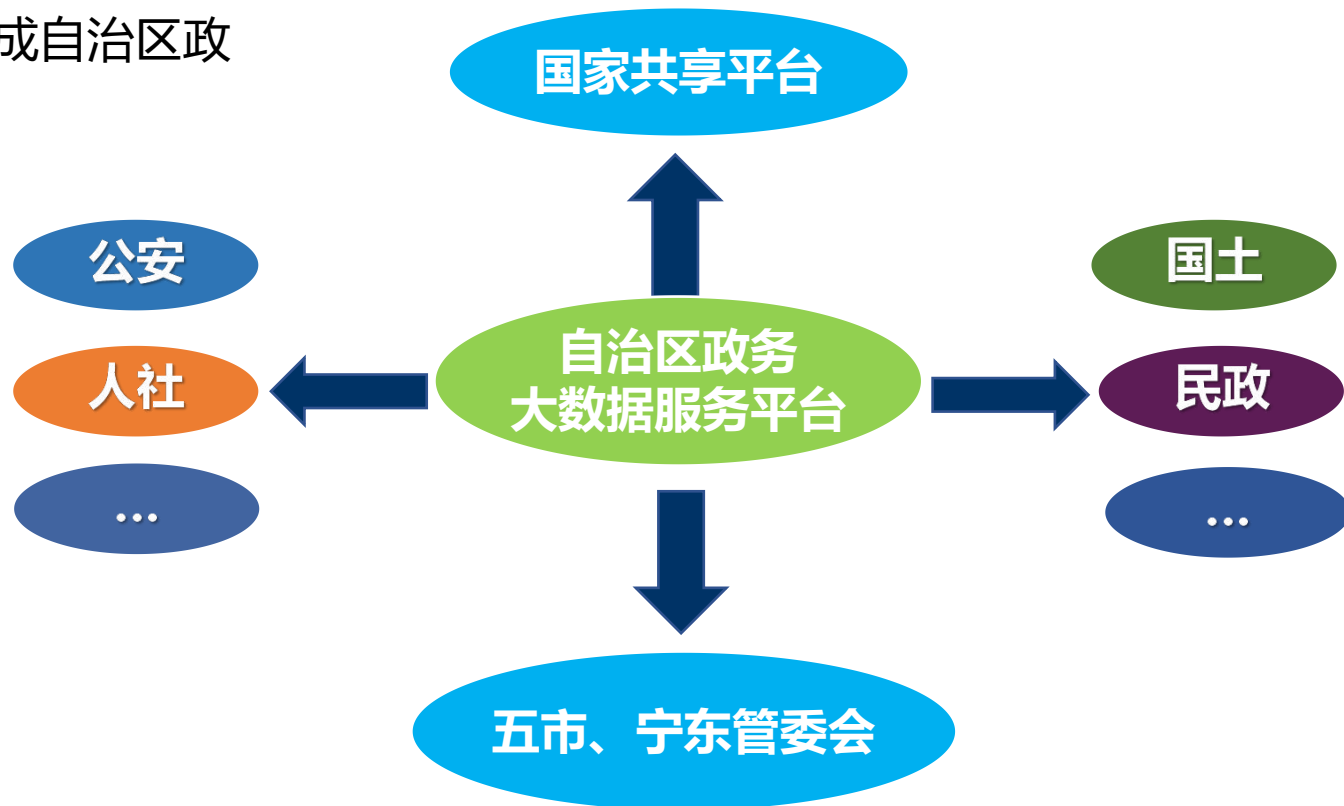 成自治区政
国家共享平台
公安
国土
自治区政务
大数据服务平台
人社
民政
...
...
五市、宁东管委会